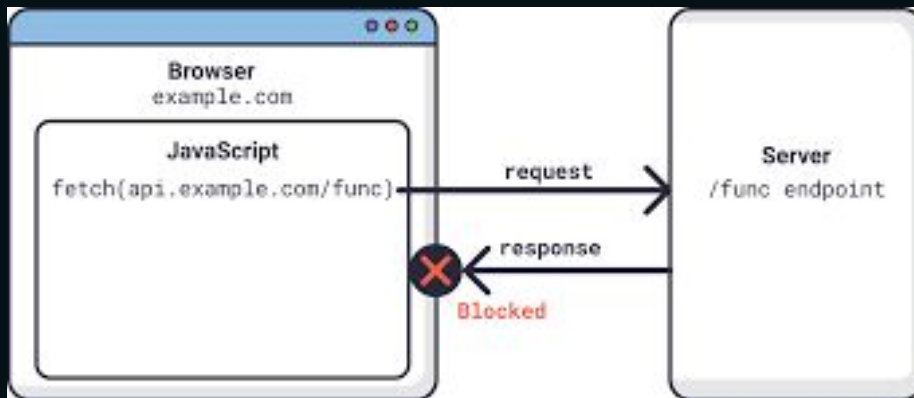 Browser
example.com
JavaScript
fetch(api.example.com/func)
request
response
Blocked
Server
/func endpoint